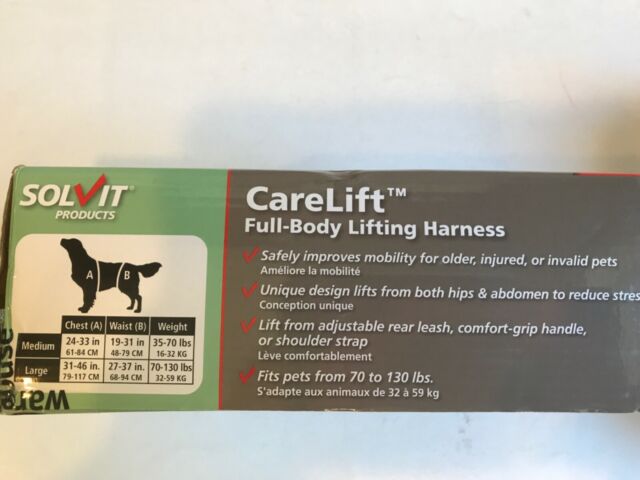 SOLVIT®
PRODUCTS
A B
Chest (A) Waist (B) Weight
Medium 24-33 in 19-31 in 35-70 lbs
61-84 CM 48-79 CM 16-32 KG
Large 31-46 in. 27-37 in. 70-130 lbs
79-117 CM 68-94 CM 32-59 KG
CareLift™
Full-Body Lifting Harness
Safely improves mobility for older, injured, or invalid pets
Améliore la mobilité
Unique design lifts from both hips & abdomen to reduce stres
Conception unique
Lift from adjustable rear leash, comfort-grip handle,
or shoulder strap
Lève comfortablement
Fits pets from 70 to 130 lbs.
S'adapte aux animaux de 32 à 59 kg